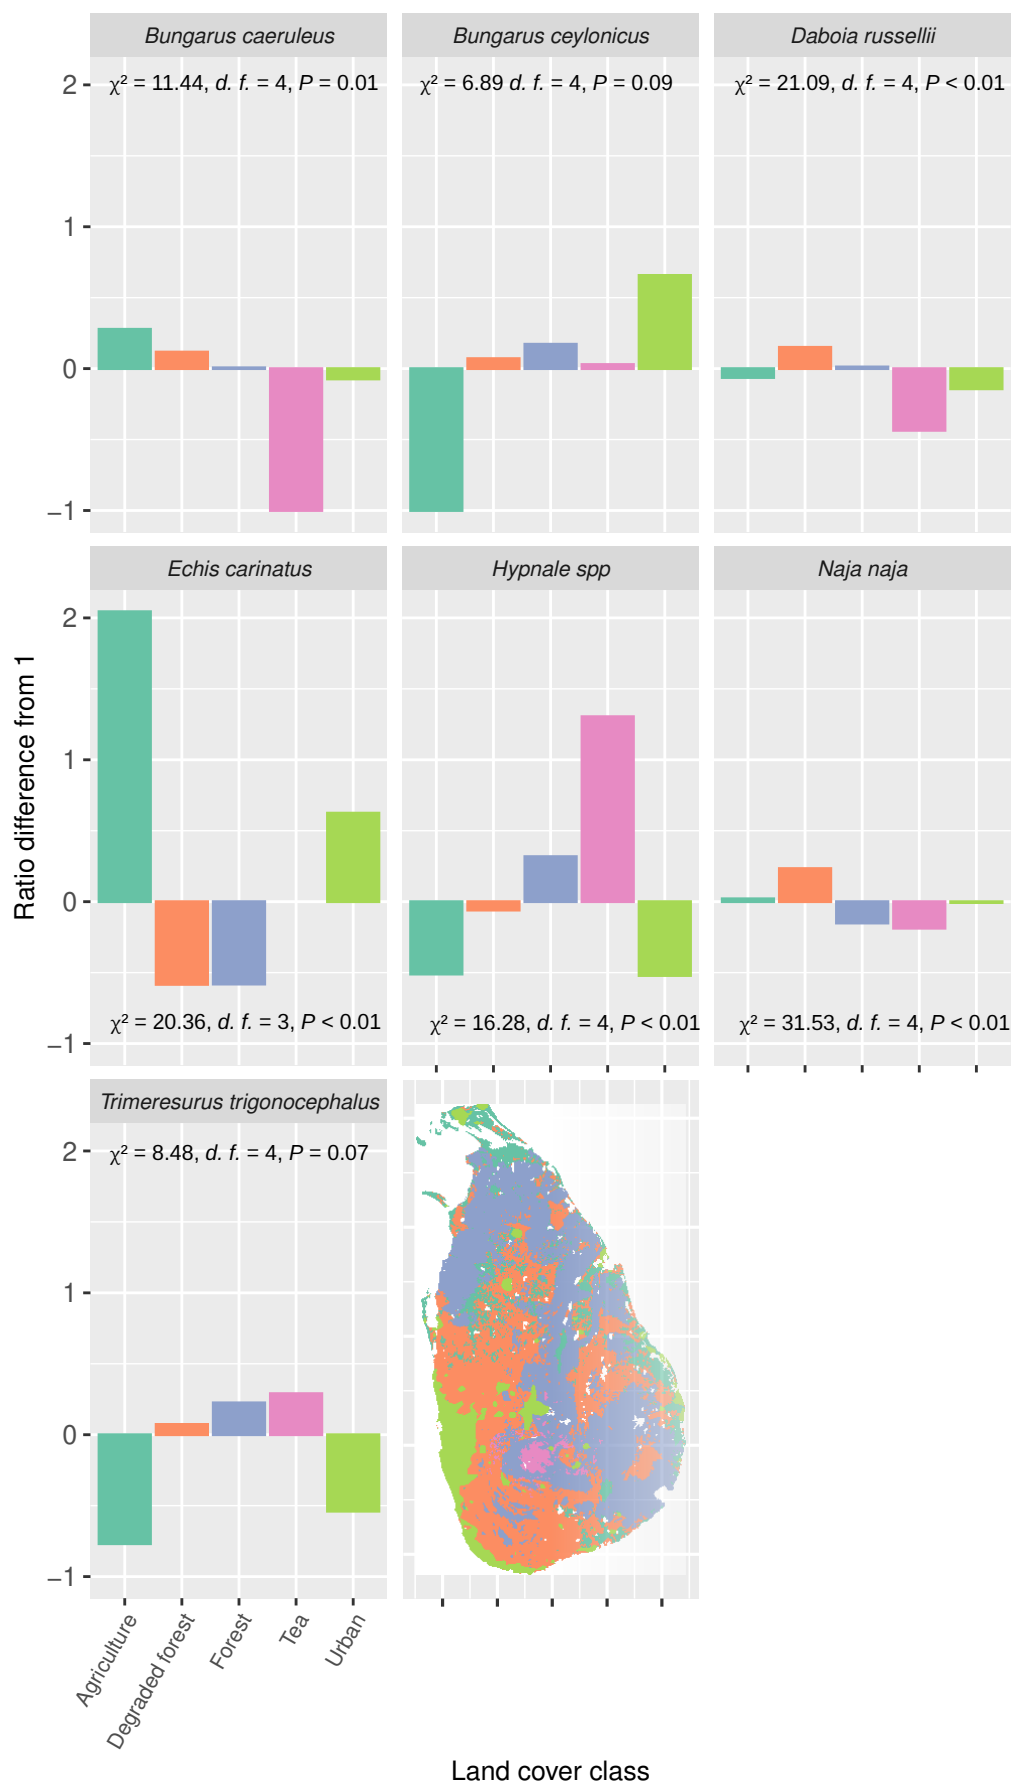 Bungarus caeruleus
Bungarus ceylonicus
Daboia russellii
χ² = 11.44, d. f. = 4, P = 0.01
χ² = 6.89 d. f. = 4, P = 0.09
χ² = 21.09, d. f. = 4, P < 0.01
2
1
0
−1
Echis carinatus
Hypnale spp
Naja naja
2
1
0
−1
χ² = 20.36, d. f. = 3, P < 0.01
χ² = 16.28, d. f. = 4, P < 0.01
χ² = 31.53, d. f. = 4, P < 0.01
Ratio difference from 1
Trimeresurus trigonocephalus
χ² = 8.48, d. f. = 4, P = 0.07
2
1
0
−1
Agriculture
Degraded forest
Forest
Tea
Urban
Land cover class